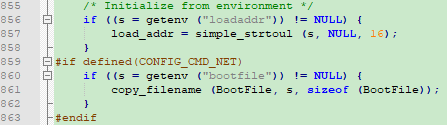 855 /* Initialize from environment */
856 if ((s = getenv ("loadaddr")) != NULL) {
857 load_addr = simple_strtoul (s, NULL, 16);
858 }
859 #if defined(CONFIG_CMD_NET)
860 if ((s = getenv ("bootfile")) != NULL) {
861 copy_filename (BootFile, s, sizeof (BootFile));
862 }
863 #endif